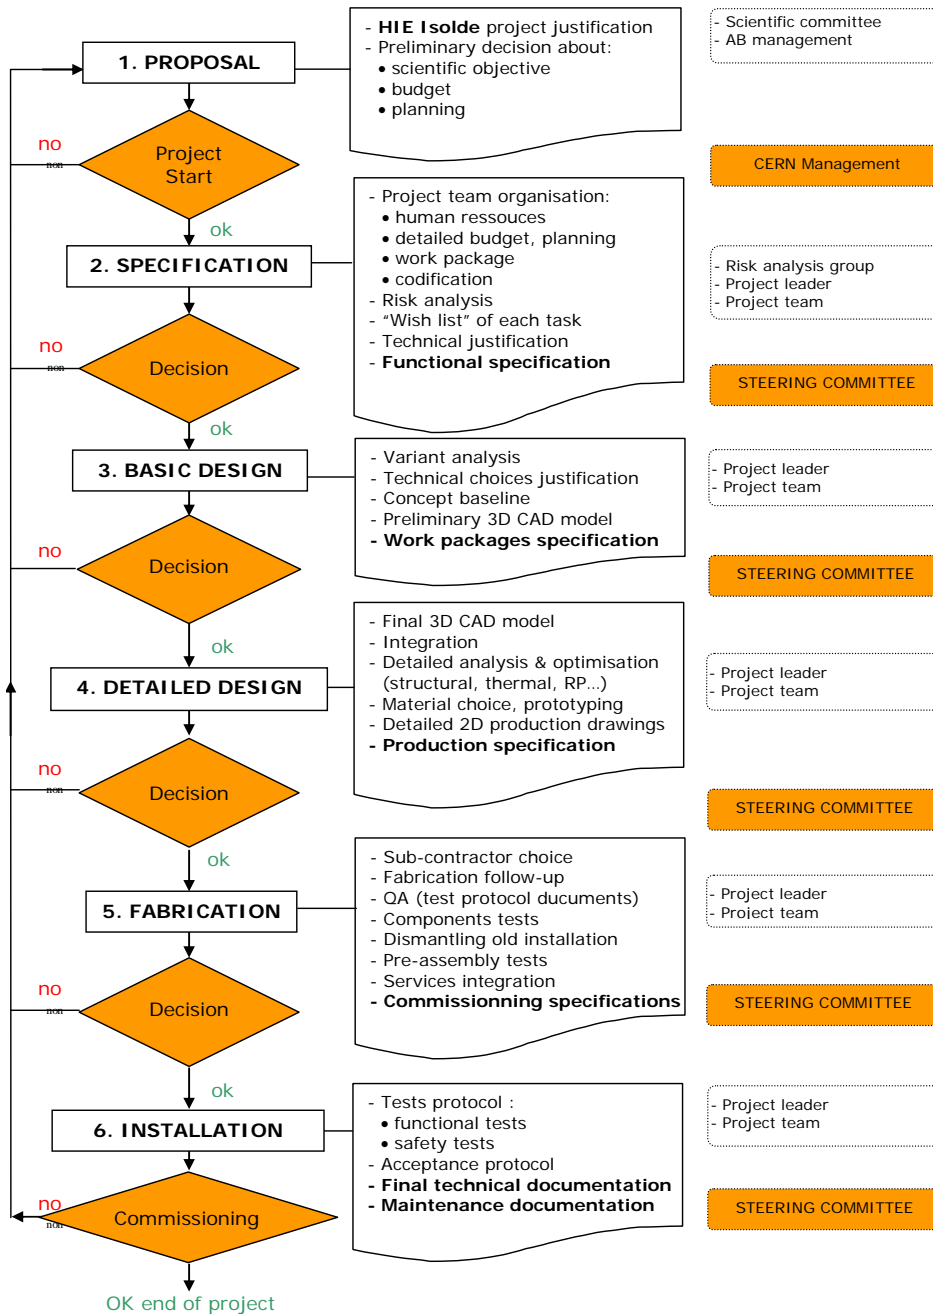 1. PROPOSAL
- HIE Isolde project justification
- Preliminary decision about:
• scientific objective
• budget
• planning
- Scientific committee
- AB management
no
non
Project
Start
CERN Management
ok
2. SPECIFICATION
- Project team organisation:
• human ressouces
• detailed budget, planning
• work package
• codification
- Risk analysis
- “Wish list” of each task
- Technical justification
- Functional specification
- Risk analysis group
- Project leader
- Project team
no
non
Decision
STEERING COMMITTEE
ok
3. BASIC DESIGN
- Variant analysis
- Technical choices justification
- Concept baseline
- Preliminary 3D CAD model
- Work packages specification
- Project leader
- Project team
no
non
Decision
STEERING COMMITTEE
ok
4. DETAILED DESIGN
- Final 3D CAD model
- Integration
- Detailed analysis & optimisation
(structural, thermal, RP...)
- Material choice, prototyping
- Detailed 2D production drawings
- Production specification
- Project leader
- Project team
no
non
Decision
STEERING COMMITTEE
ok
5. FABRICATION
- Sub-contractor choice
- Fabrication follow-up
- QA (test protocol ducuments)
- Components tests
- Dismantling old installation
- Pre-assembly tests
- Services integration
- Commissionning specifications
- Project leader
- Project team
no
non
Decision
STEERING COMMITTEE
ok
6. INSTALLATION
- Tests protocol :
• functional tests
• safety tests
- Acceptance protocol
- Final technical documentation
- Maintenance documentation
- Project leader
- Project team
no
non
Commissioning
STEERING COMMITTEE
OK end of project